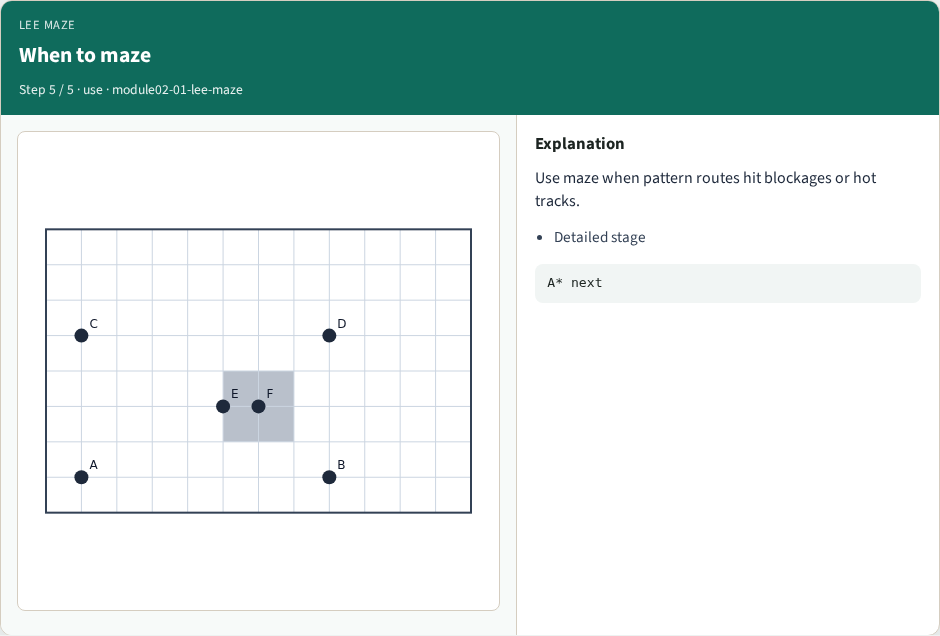 LEE MAZE
When to maze
Step 5 / 5 · use · module02-01-lee-maze
C
D
E
F
A
B
Explanation
Use maze when pattern routes hit blockages or hot
tracks.
• Detailed stage
A* next